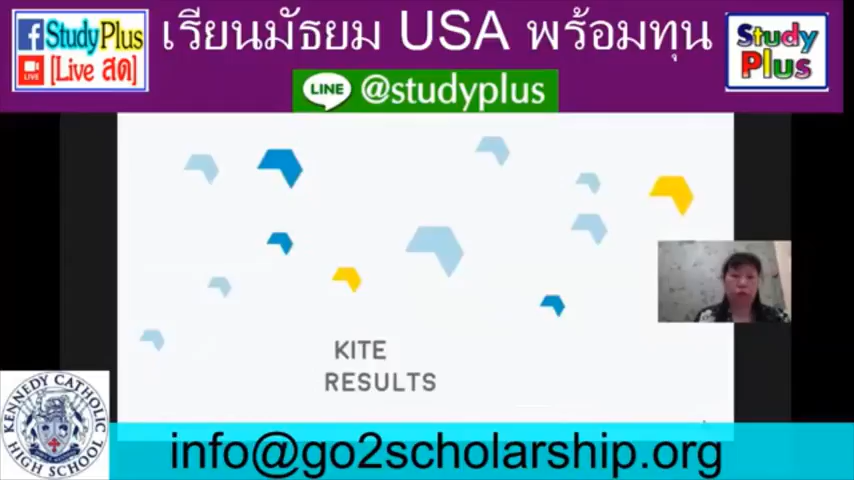 StudyPlus
LIVE [Live สด]
เรียนมัธยม USA พร้อมทุน
Study
Plus
LINE @studyplus
KITE
RESULTS
KENNEDY CATHOLIC
HIGH SCHOOL
info@go2scholarship.org